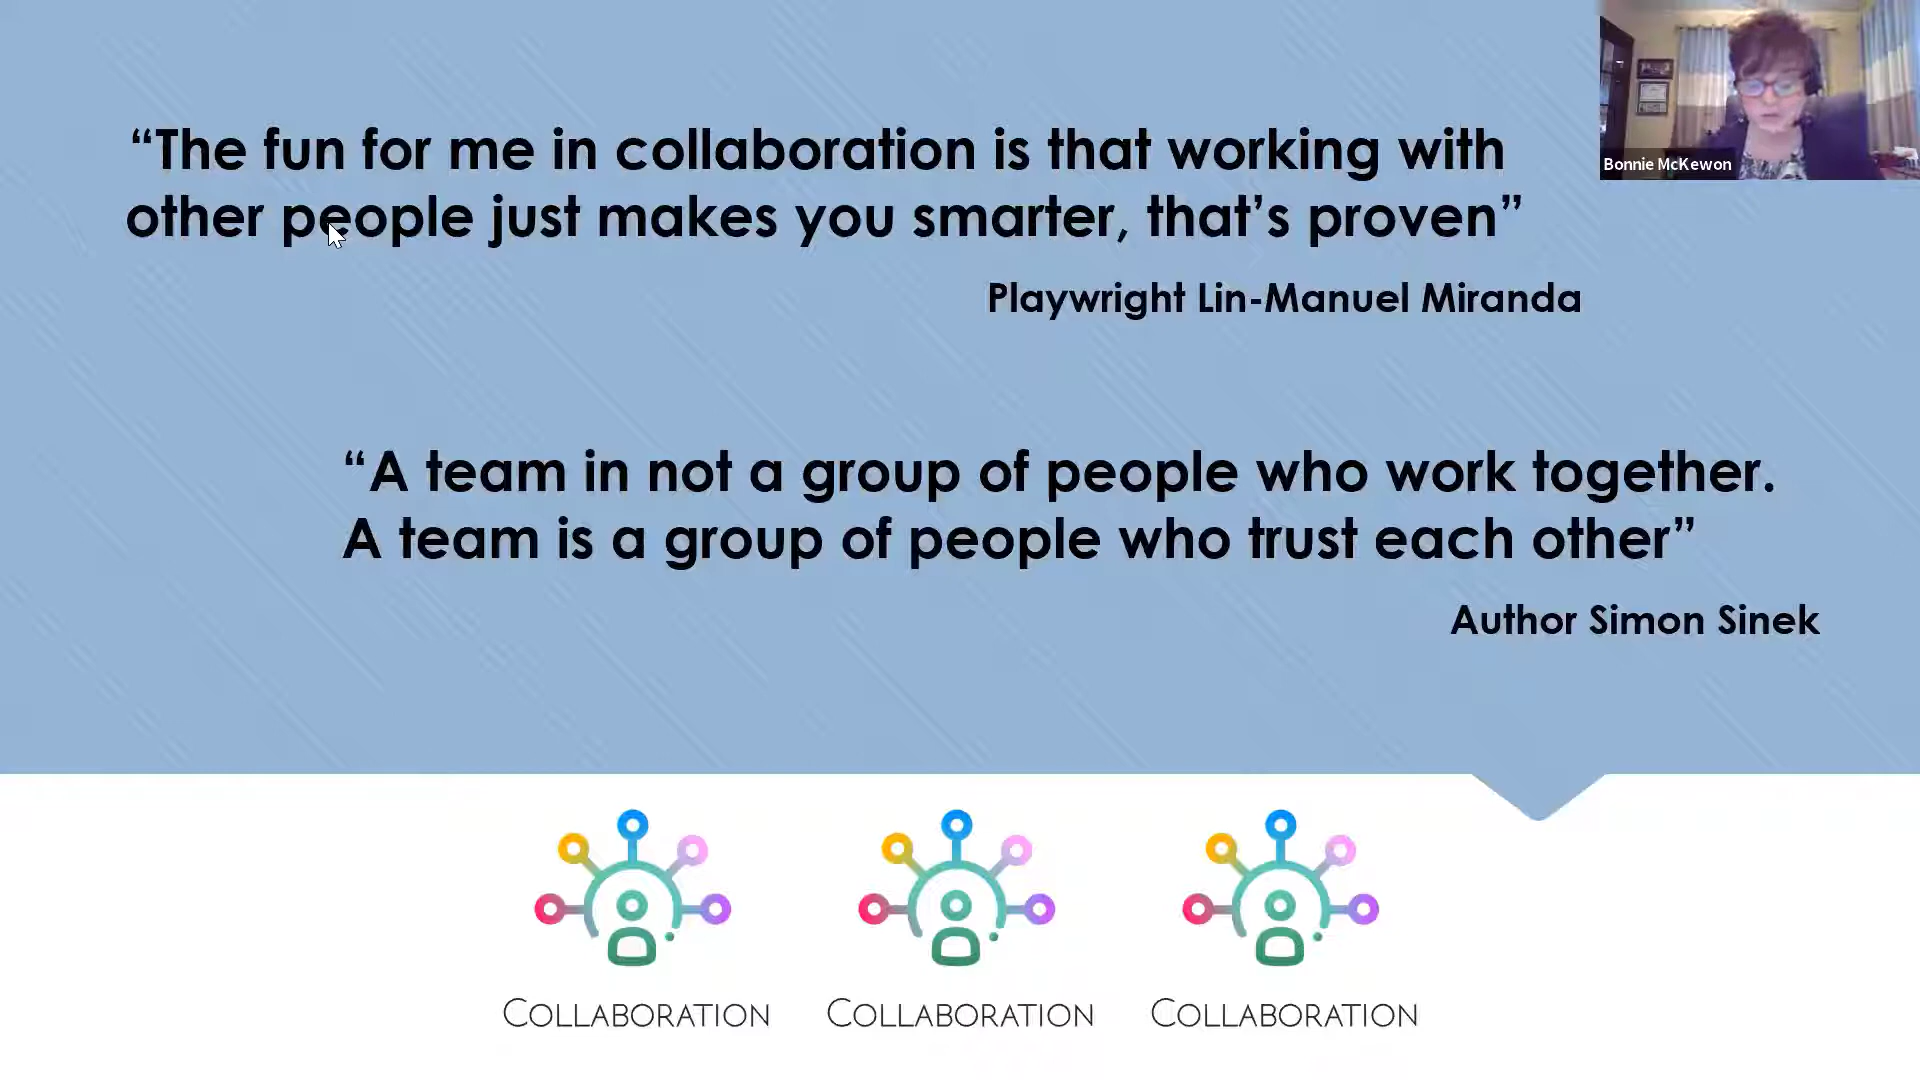 “The fun for me in collaboration is that working with
other people just makes you smarter, that’s proven”
Playwright Lin-Manuel Miranda
“A team in not a group of people who work together.
A team is a group of people who trust each other”
Author Simon Sinek
Bonnie McKewon
COLLABORATION
COLLABORATION
COLLABORATION